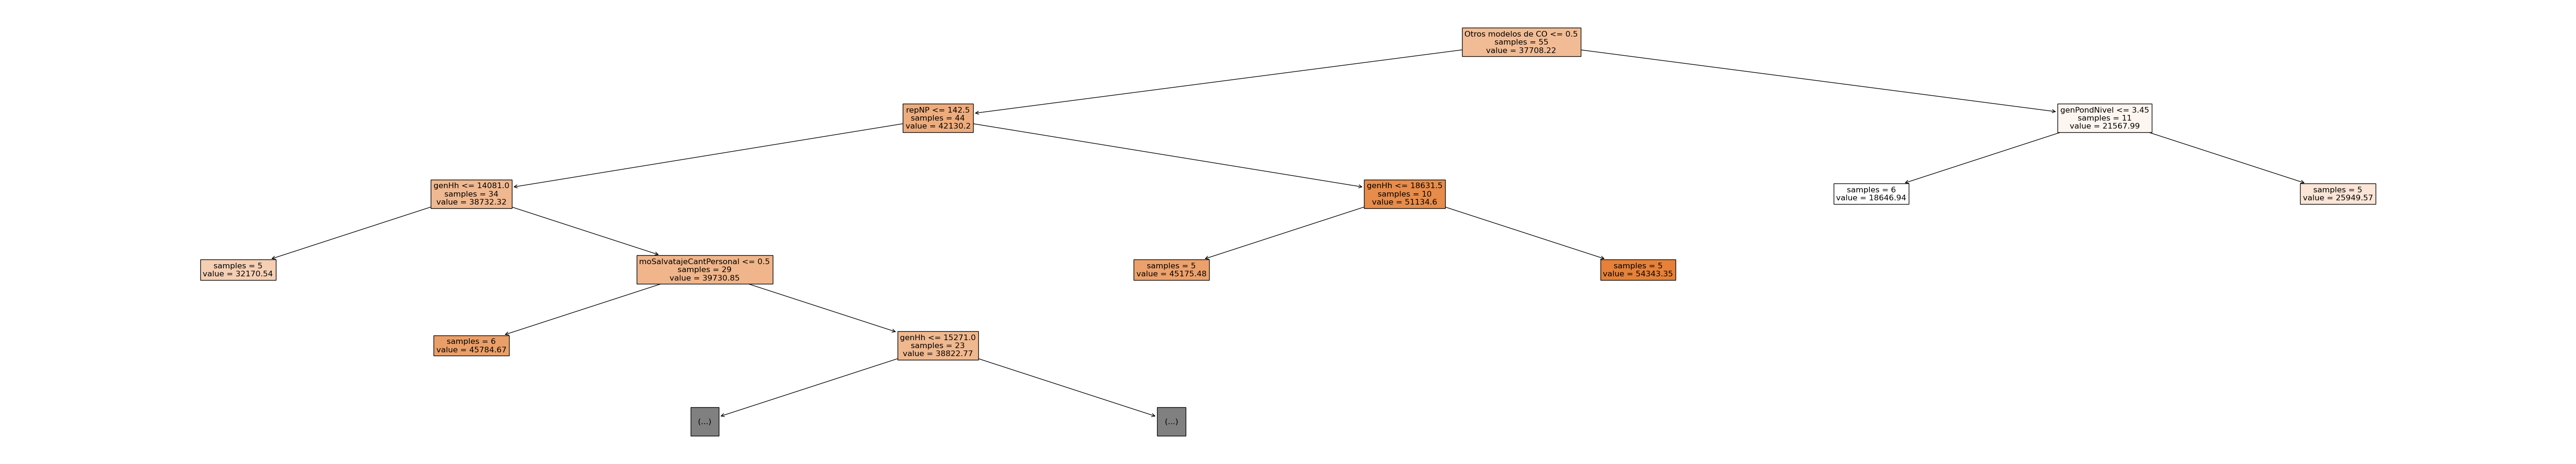 Otros modelos de CO <= 0.5
samples = 55
value = 37708.22
repNP <= 142.5
samples = 44
value = 42130.2
genPondNivel <= 3.45
samples = 11
value = 21567.99
genHh <= 14081.0
samples = 34
value = 38732.32
genHh <= 18631.5
samples = 10
value = 51134.6
samples = 6
value = 18646.94
samples = 5
value = 25949.57
samples = 5
value = 32170.54
moSalvatajeCantPersonal <= 0.5
samples = 29
value = 39730.85
samples = 5
value = 45175.48
samples = 5
value = 54343.35
samples = 6
value = 45784.67
genHh <= 15271.0
samples = 23
value = 38822.77
(...)
(...)